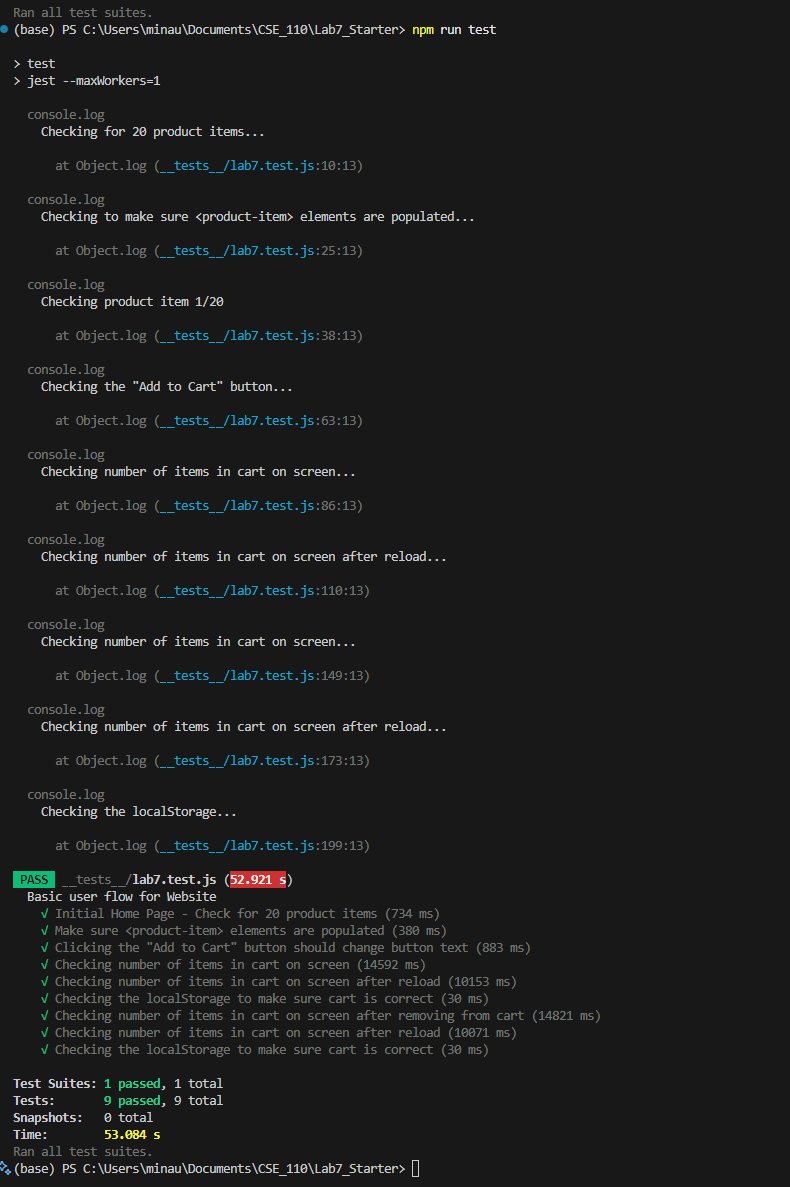 Ran all test suites.
(base) PS C:\Users\minau\Documents\CSE_110\Lab7_Starter> npm run test
> test
> jest --maxWorkers=1
console.log
Checking for 20 product items...
at Object.log (__tests__/lab7.test.js:10:13)
console.log
Checking to make sure <product-item> elements are populated...
at Object.log (__tests__/lab7.test.js:25:13)
console.log
Checking product item 1/20
at Object.log (__tests__/lab7.test.js:38:13)
console.log
Checking the "Add to Cart" button...
at Object.log (__tests__/lab7.test.js:63:13)
console.log
Checking number of items in cart on screen...
at Object.log (__tests__/lab7.test.js:86:13)
console.log
Checking number of items in cart on screen after reload...
at Object.log (__tests__/lab7.test.js:110:13)
console.log
Checking number of items in cart on screen...
at Object.log (__tests__/lab7.test.js:149:13)
console.log
Checking number of items in cart on screen after reload...
at Object.log (__tests__/lab7.test.js:173:13)
console.log
Checking the localStorage...
at Object.log (__tests__/lab7.test.js:199:13)
PASS __tests__/lab7.test.js (52.921 s)
Basic user flow for Website
√ Initial Home Page - Check for 20 product items (734 ms)
√ Make sure <product-item> elements are populated (380 ms)
√ Clicking the "Add to Cart" button should change button text (883 ms)
√ Checking number of items in cart on screen (14592 ms)
√ Checking number of items in cart on screen after reload (10153 ms)
√ Checking the localStorage to make sure cart is correct (30 ms)
√ Checking number of items in cart on screen after removing from cart (14821 ms)
√ Checking number of items in cart on screen after reload (10071 ms)
√ Checking the localStorage to make sure cart is correct (30 ms)
Test Suites: 1 passed, 1 total
Tests: 9 passed, 9 total
Snapshots: 0 total
Time: 53.084 s
Ran all test suites.
(base) PS C:\Users\minau\Documents\CSE_110\Lab7_Starter>